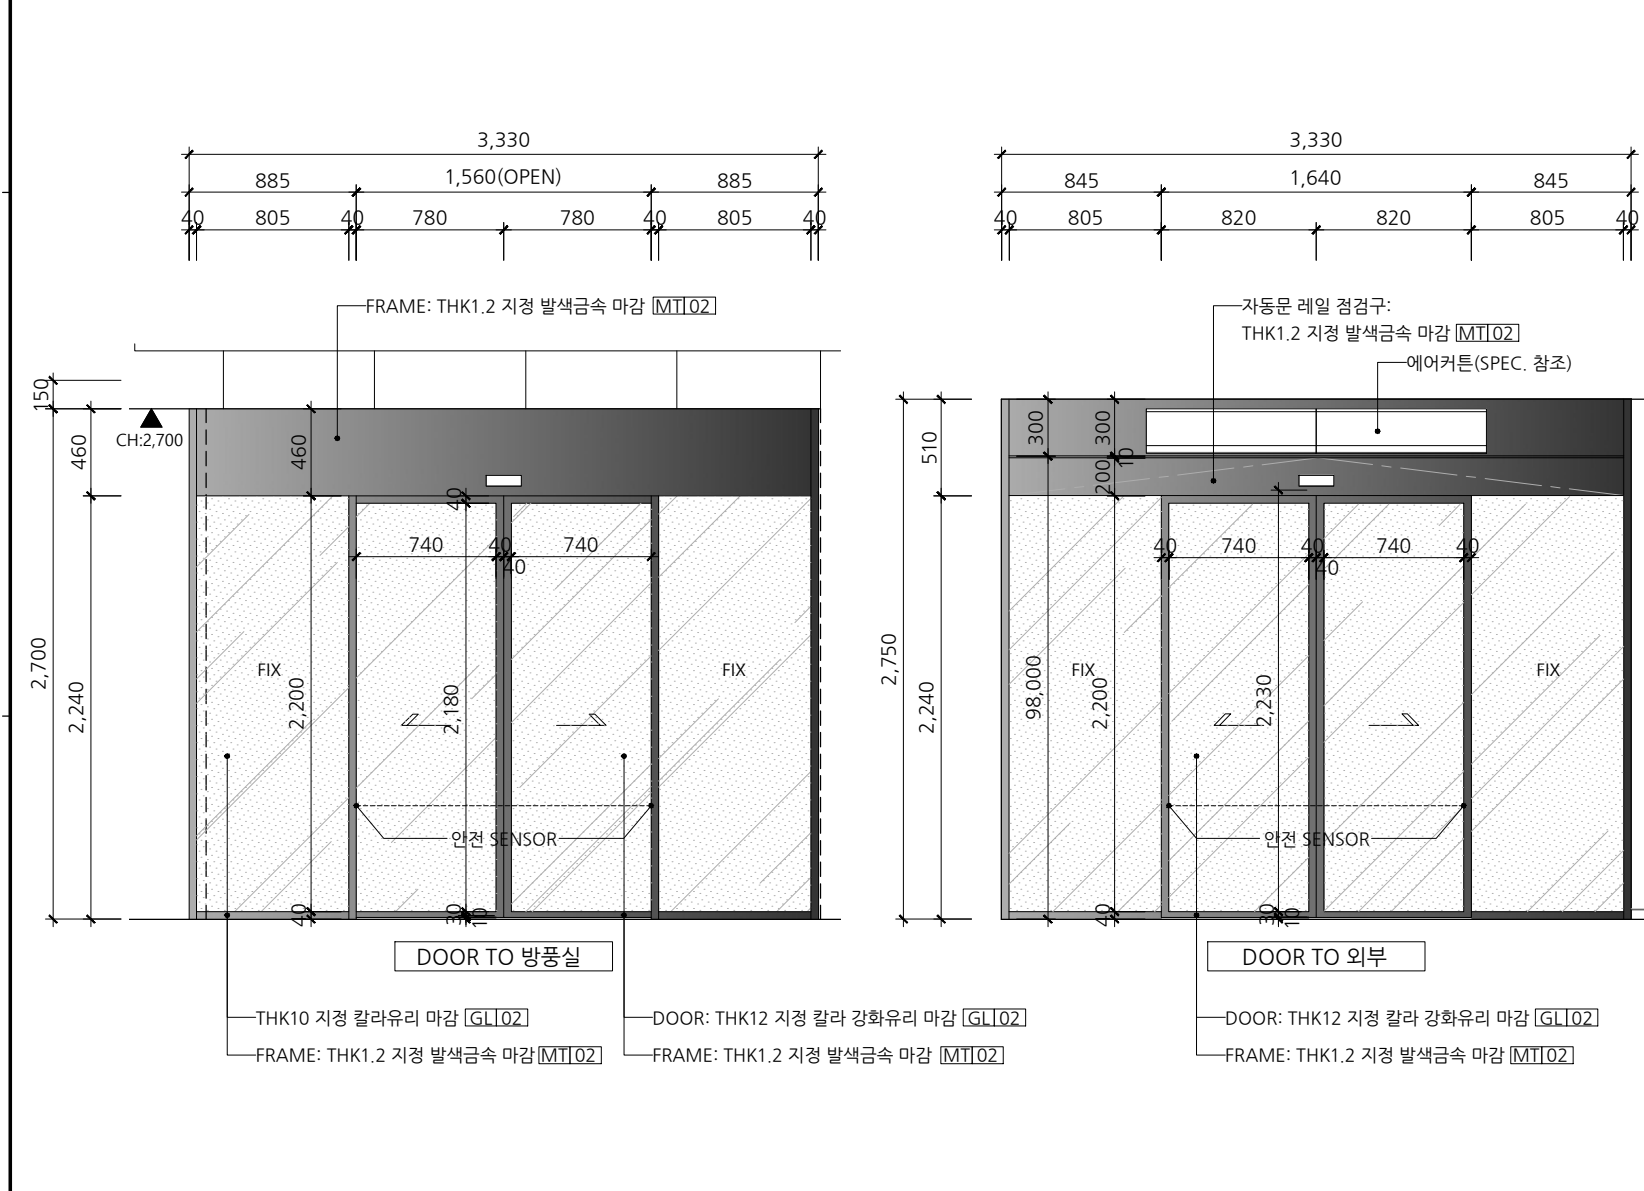 3,330
885
1,560(OPEN)
885
40
805
40
780
780
40
805
40
FRAME: THK1.2 지정 발색금속 마감 MT 02
150
CH:2,700
460
460
40
740
40
740
40
2,700
2,240
FIX
2,200
2,180
FIX
안전 SENSOR
40
30
10
DOOR TO 방풍실
THK10 지정 칼라유리 마감 GL 02
FRAME: THK1.2 지정 발색금속 마감 MT 02
DOOR: THK12 지정 칼라 강화유리 마감 GL 02
FRAME: THK1.2 지정 발색금속 마감 MT 02
3,330
845
1,640
845
40
805
820
820
805
40
자동문 레일 점검구:
THK1.2 지정 발색금속 마감 MT 02
에어커튼(SPEC. 참조)
510
300
300
10
200
40
740
40
740
40
40
2,750
2,240
98,000
FIX
2,200
2,230
FIX
안전 SENSOR
40
30
10
DOOR TO 외부
DOOR: THK12 지정 칼라 강화유리 마감 GL 02
FRAME: THK1.2 지정 발색금속 마감 MT 02